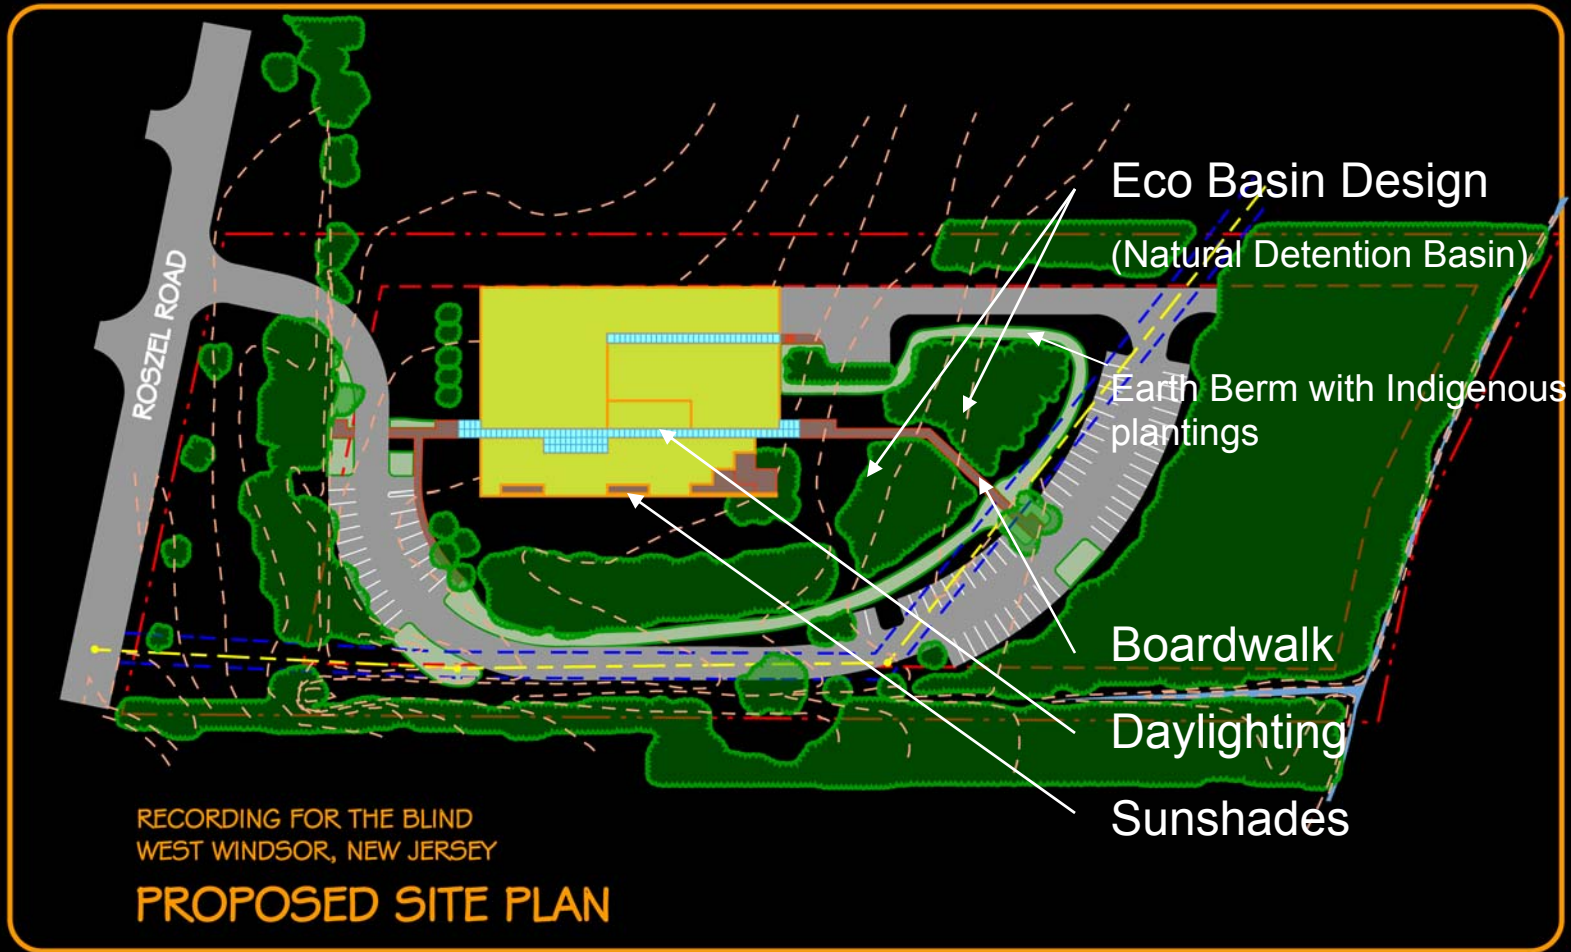 Eco Basin Design
(Natural Detention Basin)
ROSZEL ROAD
Earth Berm with Indigenous
plantings
Boardwalk
Daylighting
Sunshades
RECORDING FOR THE BLIND
WEST WINDSOR, NEW JERSEY
PROPOSED SITE PLAN